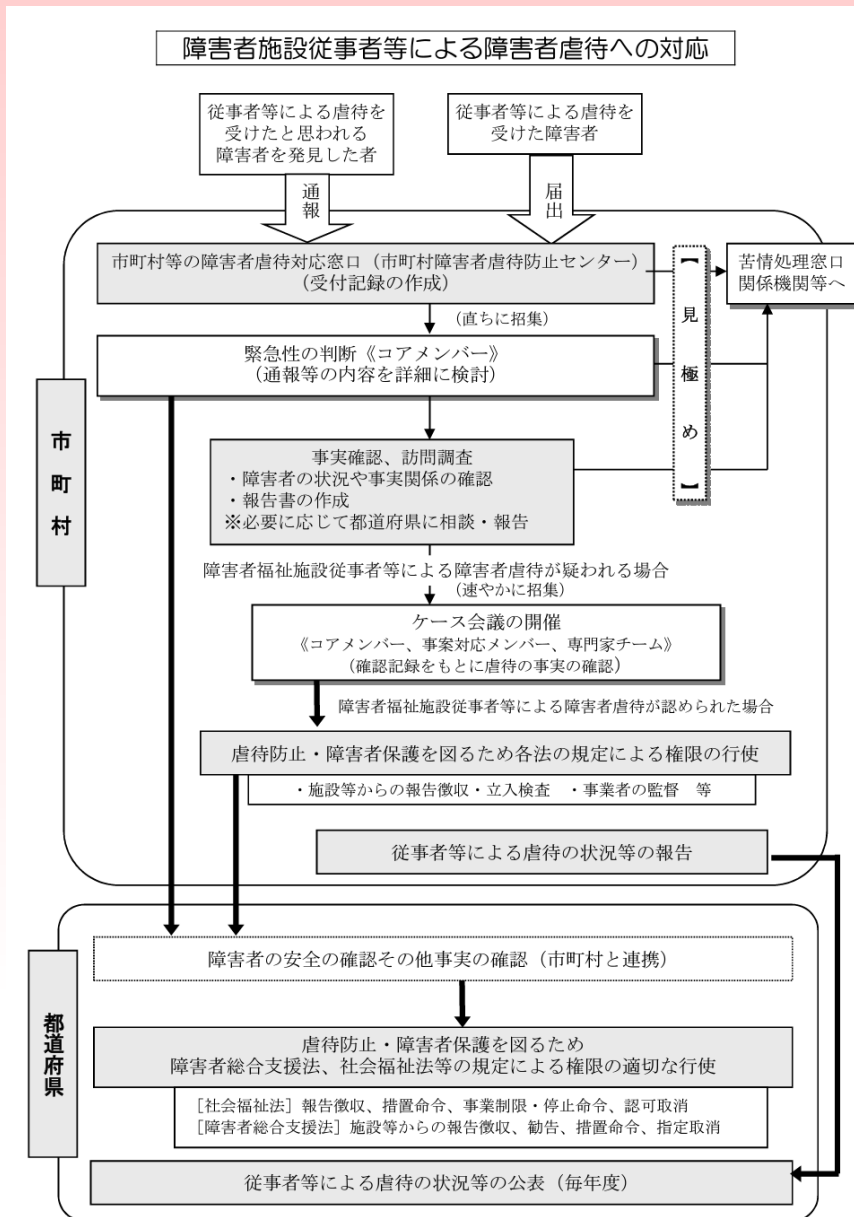 障害者施設従事者等による障害者虐待への対応
従事者等による虐待を
受けたと思われる
障害者を発見した者
従事者等による虐待を
受けた障害者
通報
届出
市町村等の障害者虐待対応窓口（市町村障害者虐待防止センター）
（受付記録の作成）
【見極め】
苦情処理窓口
関係機関等へ
（直ちに招集）
緊急性の判断《コアメンバー》
（通報等の内容を詳細に検討）
市町村
事実確認、訪問調査
・障害者の状況や事実関係の確認
・報告書の作成
※必要に応じて都道府県に相談・報告
障害者福祉施設従事者等による障害者虐待が疑われる場合
（速やかに招集）
ケース会議の開催
《コアメンバー、事案対応メンバー、専門家チーム》
（確認記録をもとに虐待の事実の確認）
障害者福祉施設従事者等による障害者虐待が認められた場合
虐待防止・障害者保護を図るため各法の規定による権限の行使
・施設等からの報告徴収・立入検査　・事業者の監督　等
従事者等による虐待の状況等の報告
都道府県
障害者の安全の確認その他事実の確認（市町村と連携）
虐待防止・障害者保護を図るため
障害者総合支援法、社会福祉法等の規定による権限の適切な行使
［社会福祉法］報告徴収、措置命令、事業制限・停止命令、認可取消
［障害者総合支援法］施設等からの報告徴収、勧告、措置命令、指定取消
従事者等による虐待の状況等の公表（毎年度）